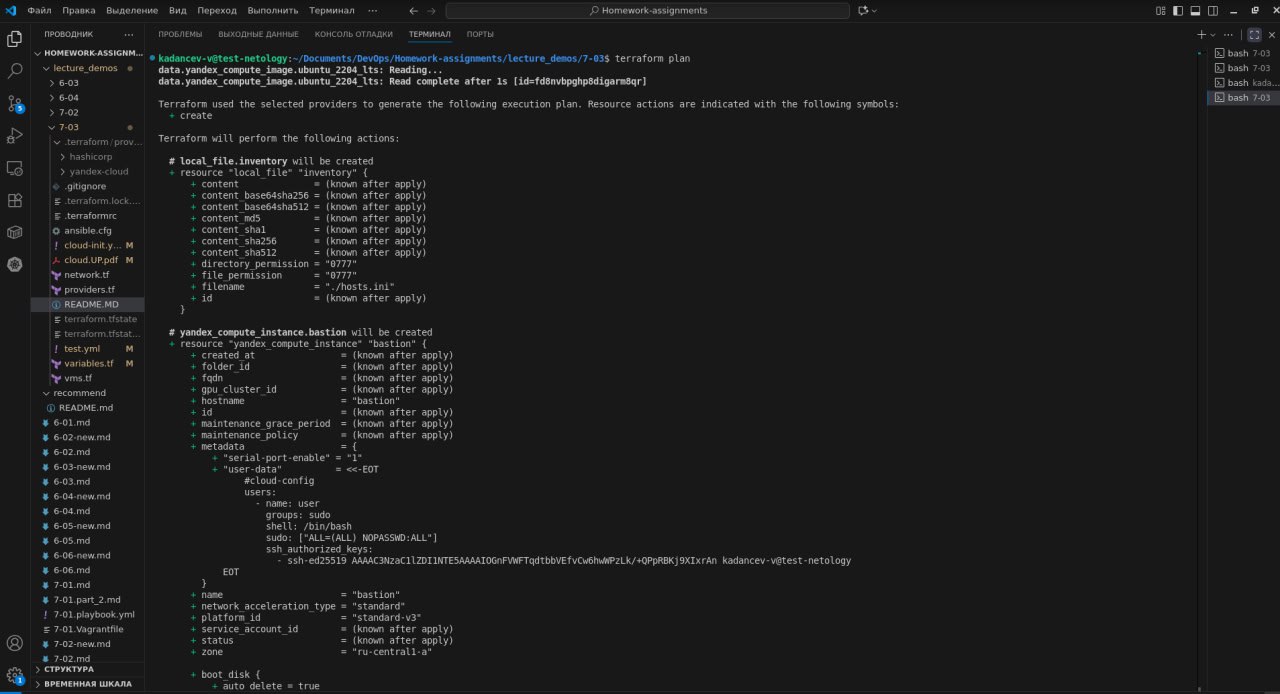 Файл Правка Выделение Вид Переход Выполнить Терминал ···
Homework-assignments
ПРОВОДНИК ···
HOMEWORK-ASSIGNM...
lecture_demos
6-03
6-04
7-02
7-03
.terraform / prov...
hashicorp
yandex-cloud
.gitignore
.terraform.lock....
.terraformrc
ansible.cfg
cloud-init.y... M
cloud.UP.pdf M
network.tf
providers.tf
README.MD
terraform.tfstate
terraform.tfstat...
test.yml M
variables.tf M
vms.tf
recommend
README.md
6-01.md
6-02-new.md
6-02.md
6-03-new.md
6-03.md
6-04-new.md
6-04.md
6-05-new.md
6-05.md
6-06-new.md
6-06.md
7-01.md
7-01.part_2.md
7-01.playbook.yml
7-01.Vagrantfile
7-02-new.md
7-02.md
СТРУКТУРА
ВРЕМЕННАЯ ШКАЛА
5
1
ПРОБЛЕМЫ ВЫХОДНЫЕ ДАННЫЕ КОНСОЛЬ ОТЛАДКИ ТЕРМИНАЛ ПОРТЫ
kadancev-v@test-netology:~/Documents/DevOps/Homework-assignments/lecture_demos/7-03$ terraform plan
data.yandex_compute_image.ubuntu_2204_lts: Reading...
data.yandex_compute_image.ubuntu_2204_lts: Read complete after 1s [id=fd8nvbpghp8digarm8qr]
Terraform used the selected providers to generate the following execution plan. Resource actions are indicated with the following symbols:
+ create
Terraform will perform the following actions:
# local_file.inventory will be created
+ resource "local_file" "inventory" {
+ content = (known after apply)
+ content_base64sha256 = (known after apply)
+ content_base64sha512 = (known after apply)
+ content_md5 = (known after apply)
+ content_sha1 = (known after apply)
+ content_sha256 = (known after apply)
+ content_sha512 = (known after apply)
+ directory_permission = "0777"
+ file_permission = "0777"
+ filename = "./hosts.ini"
+ id = (known after apply)
}
# yandex_compute_instance.bastion will be created
+ resource "yandex_compute_instance" "bastion" {
+ created_at = (known after apply)
+ folder_id = (known after apply)
+ fqdn = (known after apply)
+ gpu_cluster_id = (known after apply)
+ hostname = "bastion"
+ id = (known after apply)
+ maintenance_grace_period = (known after apply)
+ maintenance_policy = (known after apply)
+ metadata = {
+ "serial-port-enable" = "1"
+ "user-data" = <<-EOT
#cloud-config
users:
- name: user
groups: sudo
shell: /bin/bash
sudo: ["ALL=(ALL) NOPASSWD:ALL"]
ssh_authorized_keys:
- ssh-ed25519 AAAAC3NzaC1lZDI1NTE5AAAAIOGnFVWFTqdtbbVEfvCw6hwWPzLk/+QPpRBKj9XIxrAn kadancev-v@test-netology
EOT
}
+ name = "bastion"
+ network_acceleration_type = "standard"
+ platform_id = "standard-v3"
+ service_account_id = (known after apply)
+ status = (known after apply)
+ zone = "ru-central1-a"
+ boot_disk {
+ auto_delete = true
bash 7-03
bash 7-03
bash kada...
bash 7-03